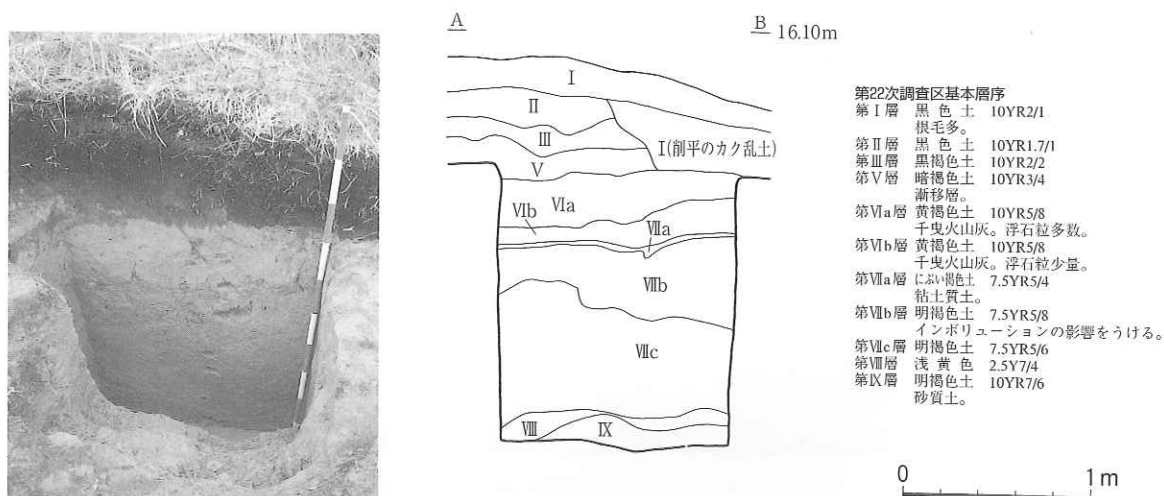 A
B 16.10m
I
II
III
I(削平のカク乱土)
V
VIa
VIb
VIIa
VIIb
VIIc
VIII
IX
第22次調査区基本層序
第I層 黒色土 10YR2/1
根毛多。
第II層 黒色土 10YR1.7/1
第III層 黒褐色土 10YR2/2
第V層 暗褐色土 10YR3/4
漸移層。
第VIa層 黄褐色土 10YR5/8
千曳火山灰。浮石粒多数。
第VIb層 黄褐色土 10YR5/8
千曳火山灰。浮石粒少量。
第VIIa層 にぶい褐色土 7.5YR5/4
粘土質土。
第VIIb層 明褐色土 7.5YR5/8
インボリューションの影響をうける。
第VIIc層 明褐色土 7.5YR5/6
第VIII層 浅黄色 2.5Y7/4
第IX層 明褐色土 10YR7/6
砂質土。
0 1m